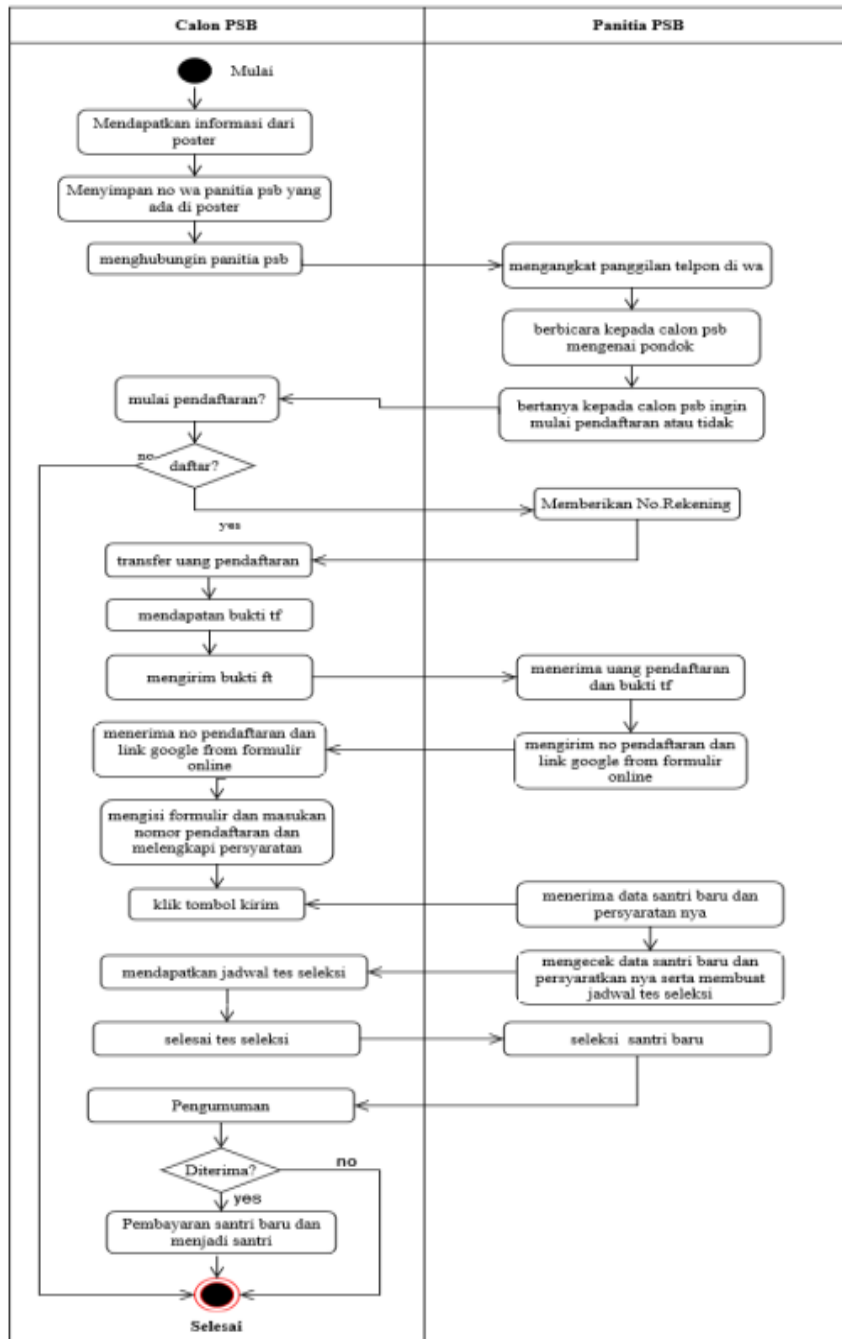 Calon PSB
Panitia PSB
Mulai
Mendapatkan informasi dari
poster
Menyimpan no wa panitia psb yang
ada di poster
menghubungin panitia psb
mengangkat panggilan telpon di wa
berbicara kepada calon psb
mengenai pondok
bertanya kepada calon psb ingin
mulai pendaftaran atau tidak
mulai pendaftaran?
no
daftar?
yes
Memberikan No.Rekening
transfer uang pendaftaran
mendapatan bukti tf
mengirim bukti ft
menerima uang pendaftaran
dan bukti tf
mengirim no pendaftaran dan
link google from formulir
online
menerima no pendaftaran dan
link google from formulir
online
mengisi formulir dan masukan
nomor pendaftaran dan
melengkapi persyaratan
klik tombol kirim
menerima data santri baru dan
persyaratan nya
mengecek data santri baru dan
persyaratkan nya serta membuat
jadwal tes seleksi
mendapatkan jadwal tes seleksi
selesai tes seleksi
seleksi santri baru
Pengumuman
Diterima?
no
yes
Pembayaran santri baru dan
menjadi santri
Selesai